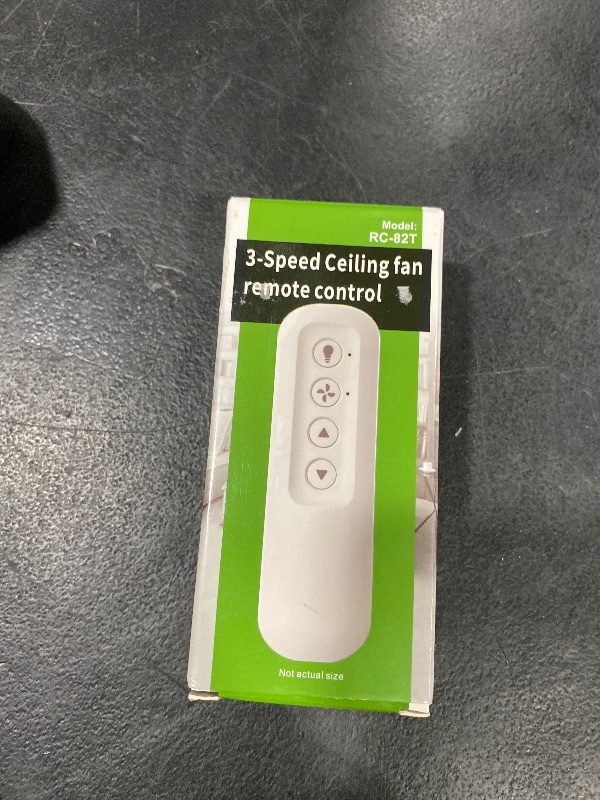 Model:
RC-82T
3-Speed Ceiling fan
remote control
Not actual size